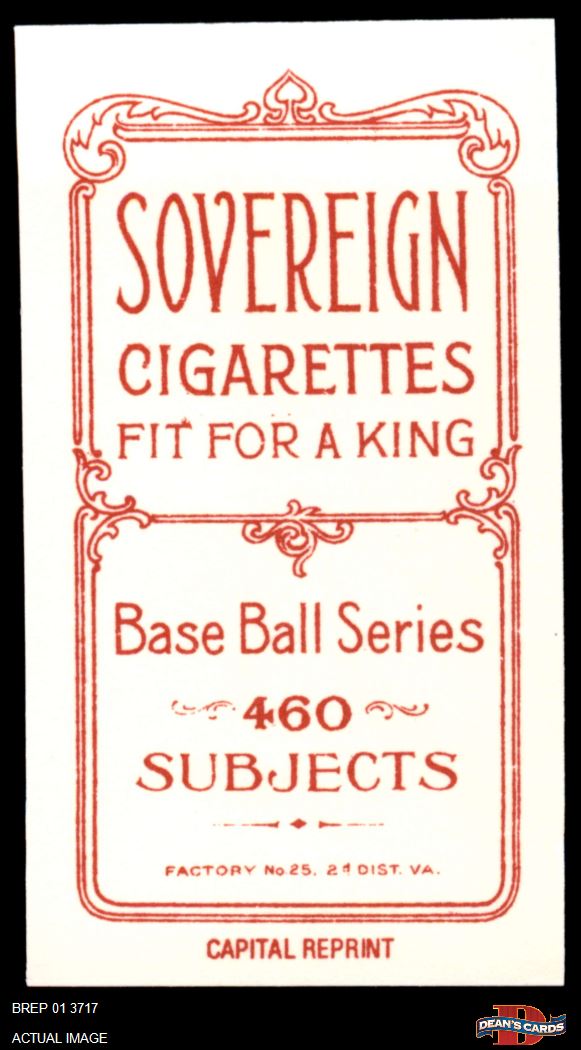 SOVEREIGN
CIGARETTES
FIT FOR A KING
Base Ball Series
460
SUBJECTS
FACTORY No 25, 2d DIST. VA.
CAPITAL REPRINT
BREP 01 3717
ACTUAL IMAGE
D
DEAN'S CARDS